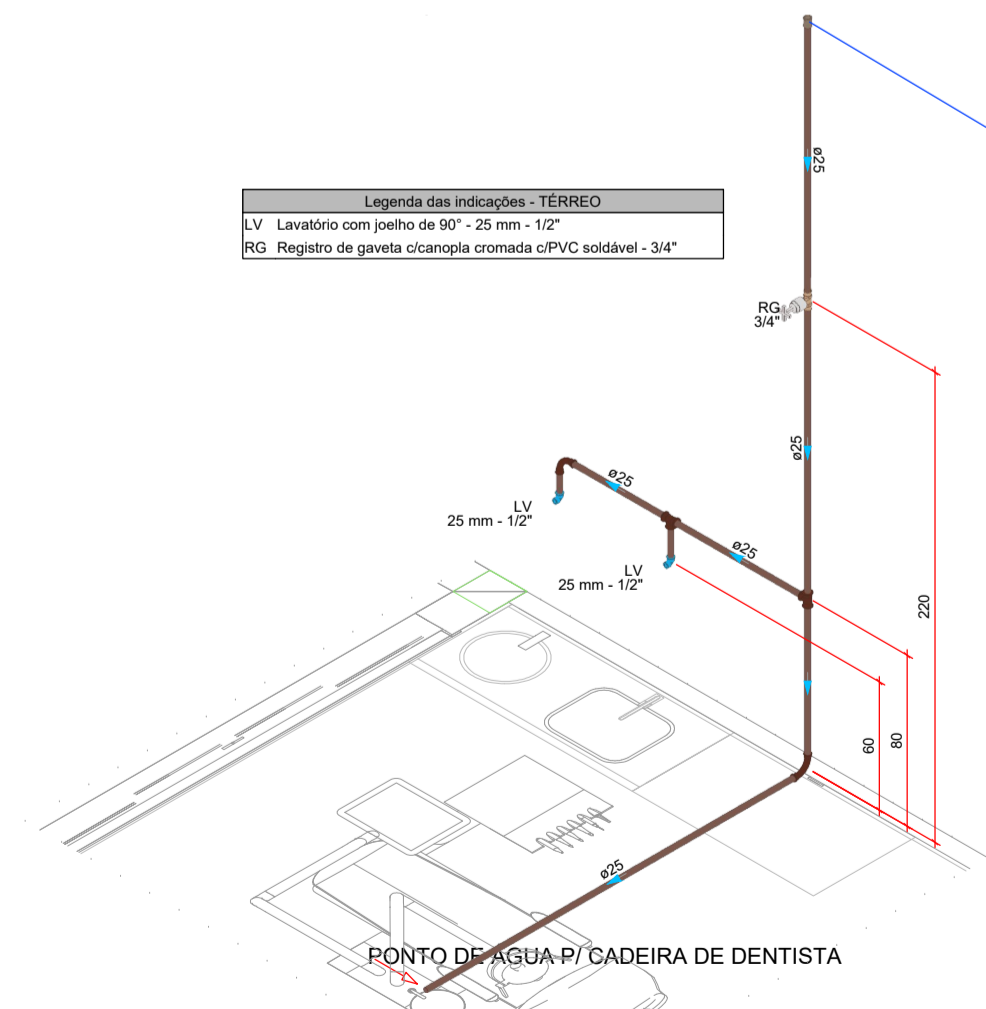 ø25
Legenda das indicações - TÉRREO
LV Lavatório com joelho de 90° - 25 mm - 1/2"
RG Registro de gaveta c/canopla cromada c/PVC soldável - 3/4"
RG
3/4"
ø25
ø25
LV
25 mm - 1/2"
ø25
LV
25 mm - 1/2"
220
60
80
ø25
PONTO DE AGUA P/ CADEIRA DE DENTISTA